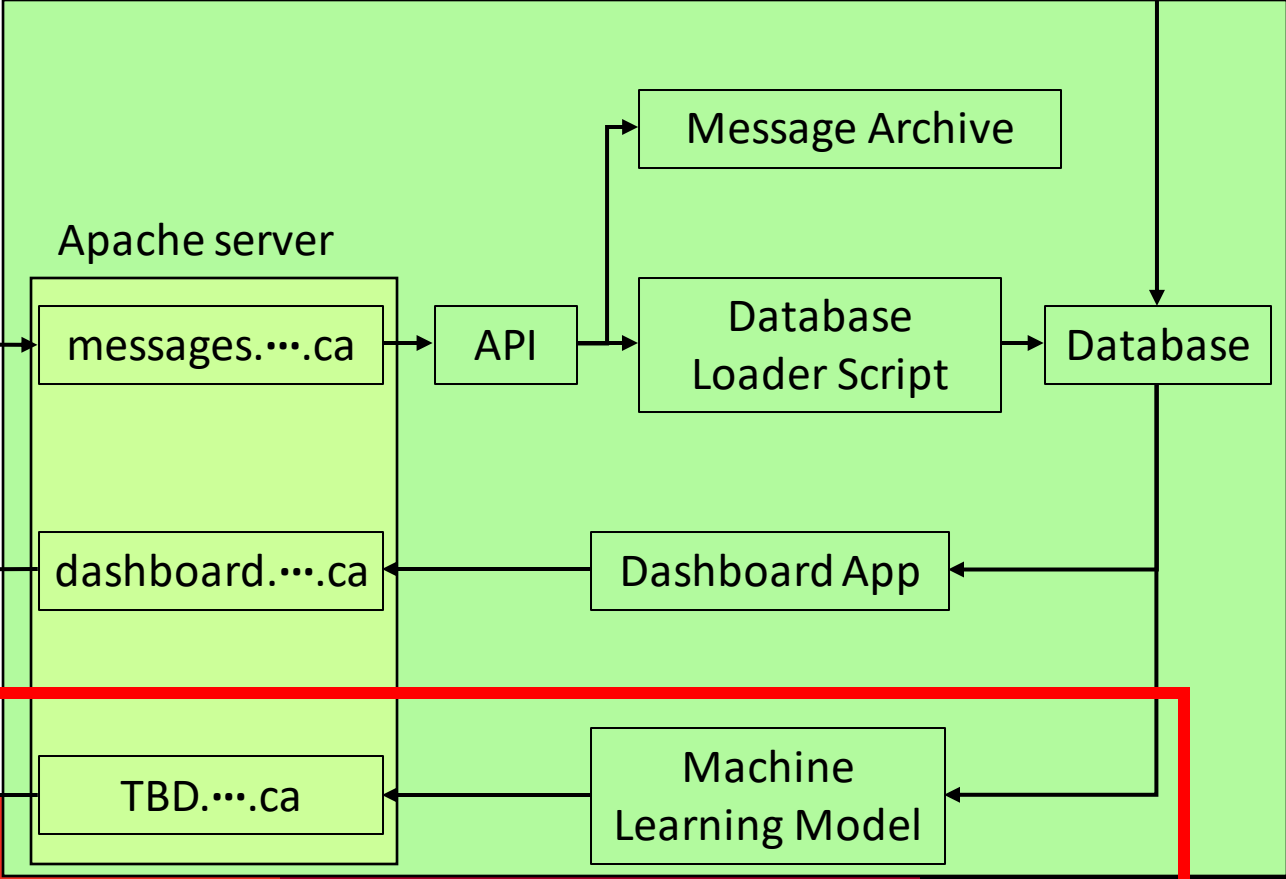 Message Archive
Apache server
messages.•••.ca
API
Database
Loader Script
Database
dashboard.•••.ca
Dashboard App
TBD.•••.ca
Machine
Learning Model